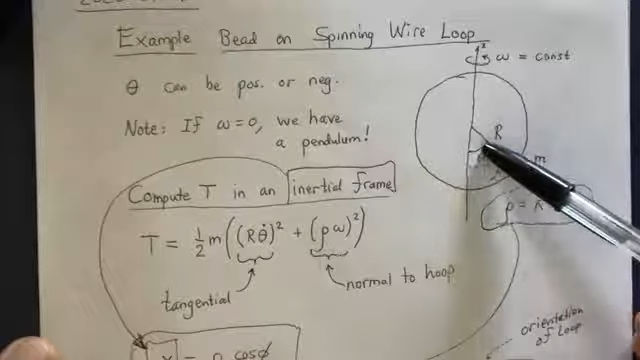 Example Bead on Spinning Wire Loop
z
ω = const
θ can be pos. or neg.
Note: If ω=0, we have
a pendulum!
R
m
Compute T in an inertial frame
ρ = R
T = ½ m((Rθ̇)² + (ρω)²)
tangential
normal to hoop
orientation
of loop
cosφ